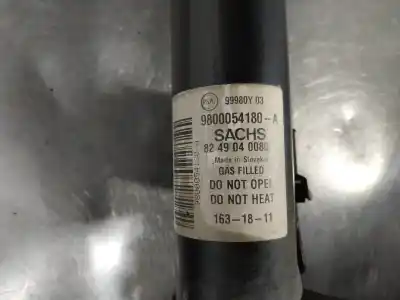 99980Y 03
9800054180-A
SACHS
82 49 04 0080
Made in Slovakia
GAS FILLED
DO NOT OPEN
DO NOT HEAT
163-18-11